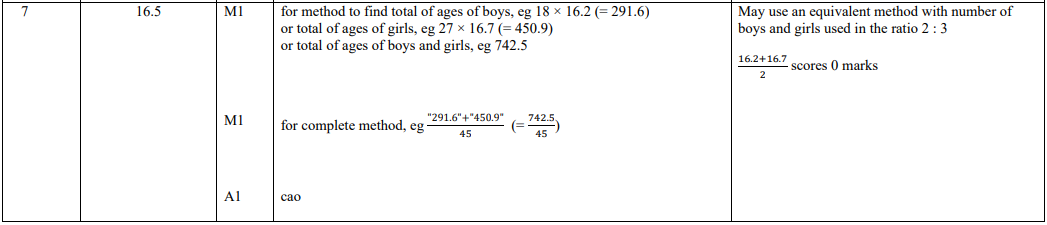 7 16.5 M1 for method to find total of ages of boys, eg 18 × 16.2 (= 291.6) May use an equivalent method with number of
or total of ages of girls, eg 27 × 16.7 (= 450.9) boys and girls used in the ratio 2 : 3
or total of ages of boys and girls, eg 742.5
16.2+16.7/2 scores 0 marks
M1 for complete method, eg "291.6"+"450.9"/45 (= 742.5/45)
A1 cao